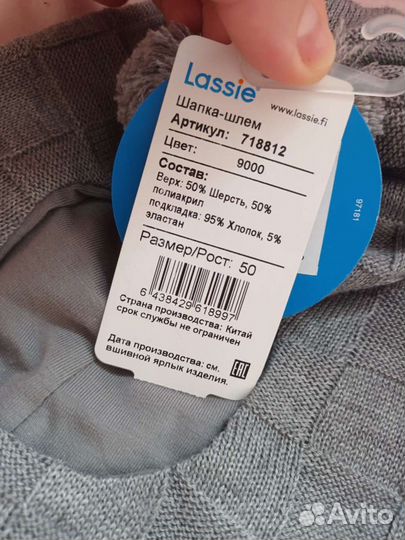 Lassie
www.lassie.fi
Шапка-шлем
Артикул: 718812
Цвет: 9000
Состав:
Верх: 50% Шерсть, 50%
полиакрил
подкладка: 95% Хлопок, 5%
эластан
Размер/Рост: 50
6 438429 618997
Страна производства: Китай
срок службы не ограничен
Дата производства: см.
вшивной ярлык изделия.
EAC
97181
Avito